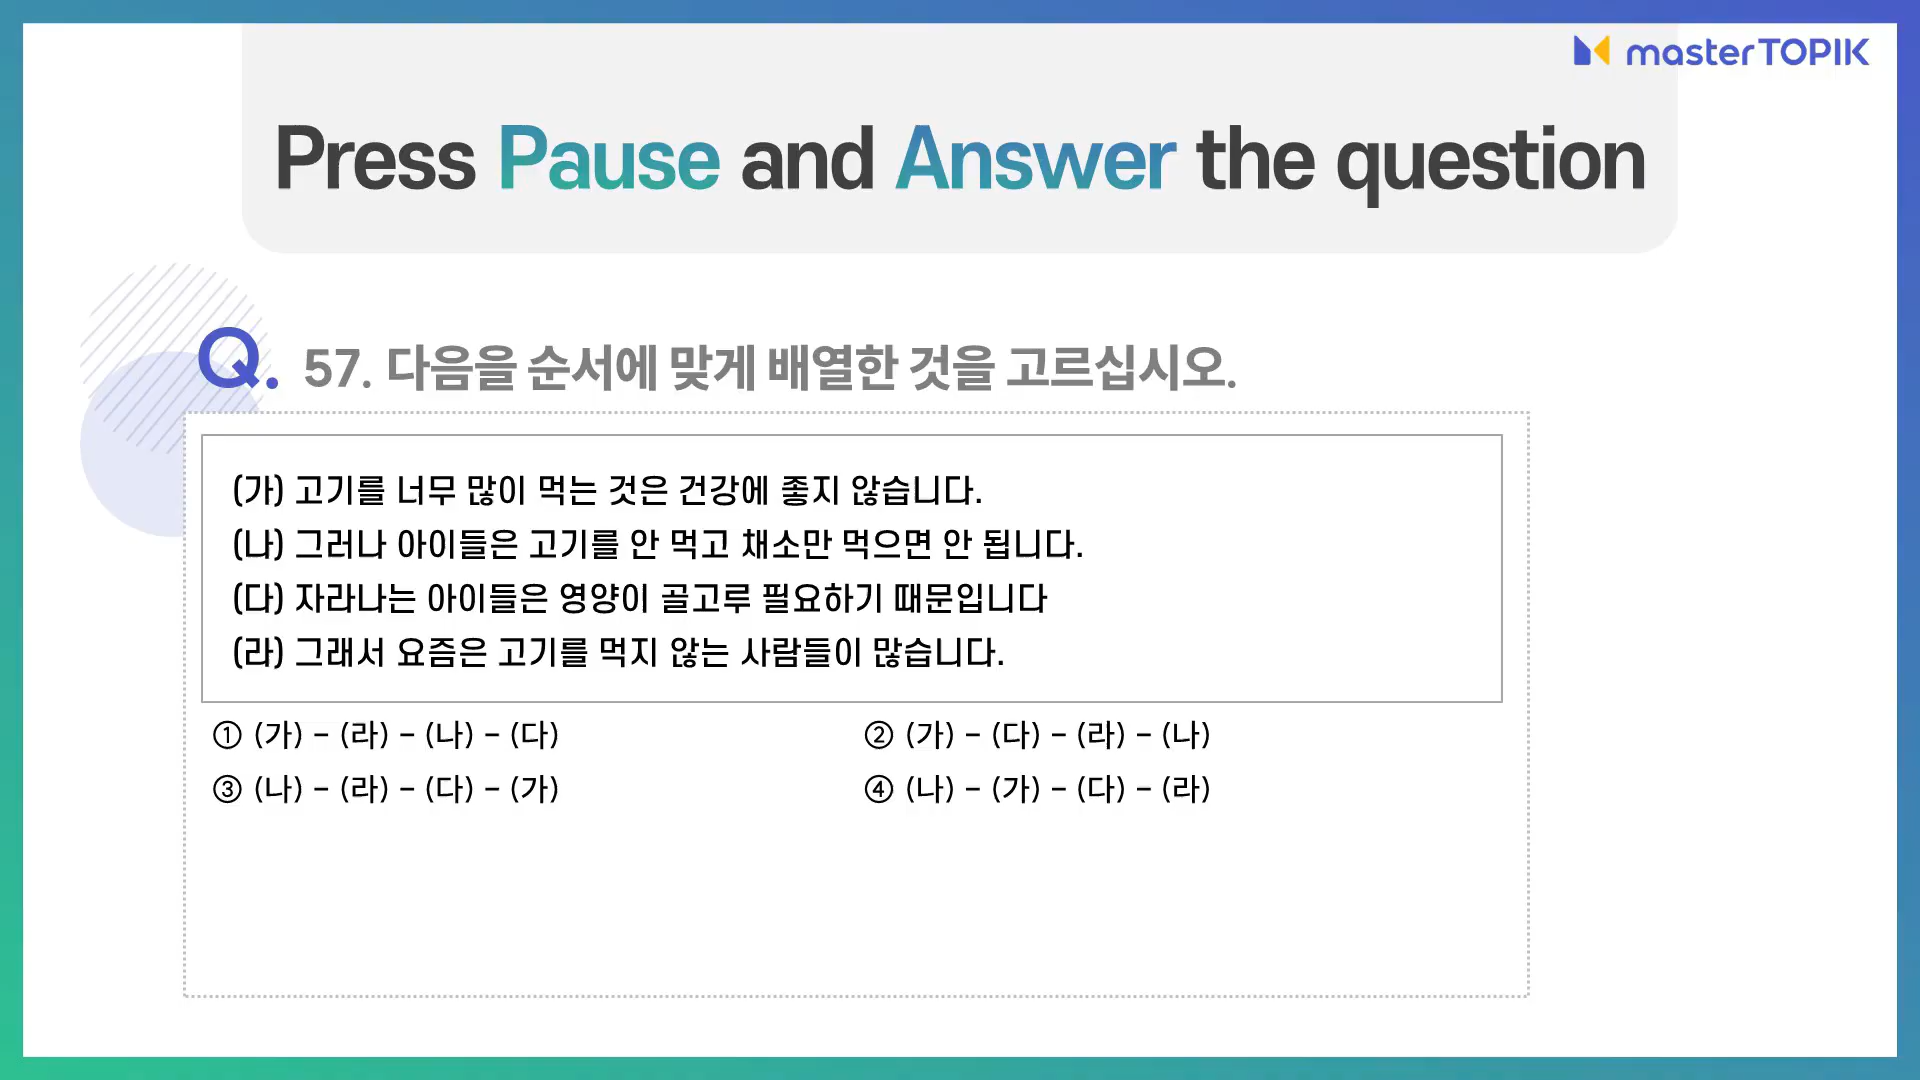 master TOPIK
Press Pause and Answer the question
Q. 57. 다음을 순서에 맞게 배열한 것을 고르십시오.
(가) 고기를 너무 많이 먹는 것은 건강에 좋지 않습니다.
(나) 그러나 아이들은 고기를 안 먹고 채소만 먹으면 안 됩니다.
(다) 자라나는 아이들은 영양이 골고루 필요하기 때문입니다
(라) 그래서 요즘은 고기를 먹지 않는 사람들이 많습니다.
① (가) – (라) – (나) – (다)
② (가) – (다) – (라) – (나)
③ (나) – (라) – (다) – (가)
④ (나) – (가) – (다) – (라)